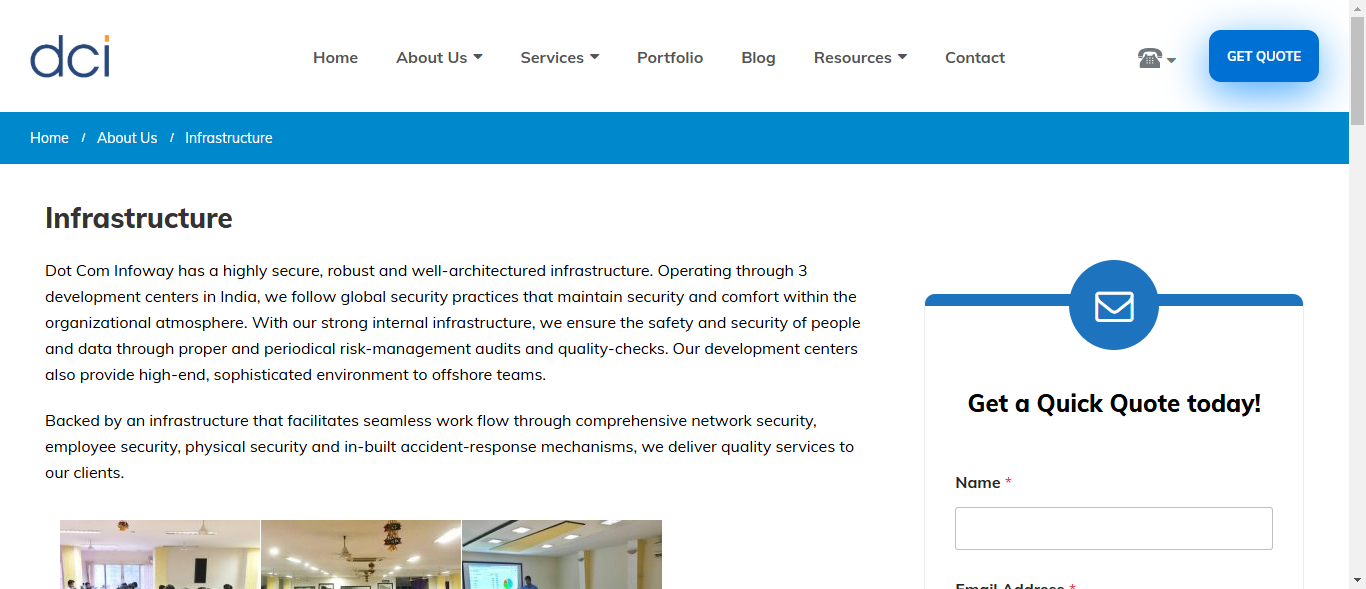 dci
Home
About Us
Services
Portfolio
Blog
Resources
Contact
GET QUOTE
Home / About Us / Infrastructure
Infrastructure
Dot Com Infoway has a highly secure, robust and well-architectured infrastructure. Operating through 3
development centers in India, we follow global security practices that maintain security and comfort within the
organizational atmosphere. With our strong internal infrastructure, we ensure the safety and security of people
and data through proper and periodical risk-management audits and quality-checks. Our development centers
also provide high-end, sophisticated environment to offshore teams.
Backed by an infrastructure that facilitates seamless work flow through comprehensive network security,
employee security, physical security and in-built accident-response mechanisms, we deliver quality services to
our clients.
Get a Quick Quote today!
Name *
Email Address *